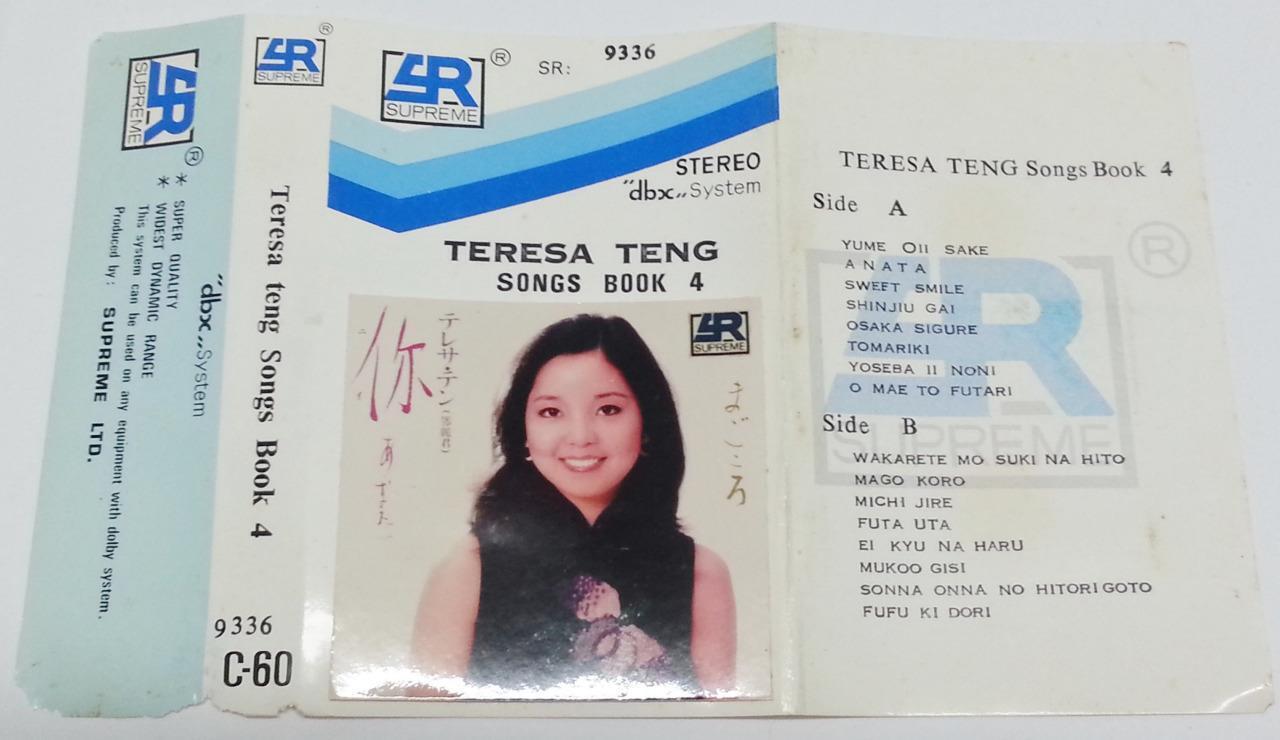 SR
SUPREME
®
* SUPER QUALITY
* WIDEST DYNAMIC RANGE
This system can be used on any equipment with dolby system.
Produced by: SUPREME LTD.
"dbx" System
SR
SUPREME
®
Teresa teng Songs Book 4
9336
C-60
SR
SUPREME
®
SR: 9336
STEREO
"dbx" System
TERESA TENG
SONGS BOOK 4
你
テレサ・テン
SR
SUPREME
まごころ
TERESA TENG Songs Book 4
Side A
YUME OII SAKE
ANATA
SWEFT SMILE
SHINJIU GAI
OSAKA SIGURE
TOMARIKI
YOSEBA II NONI
O MAE TO FUTARI
Side B
WAKARETE MO SUKI NA HITO
MAGO KORO
MICHI JIRE
FUTA UTA
EI KYU NA HARU
MUKOO GISI
SONNA ONNA NO HITORI GOTO
FUFU KI DORI
SR
SUPREME
®